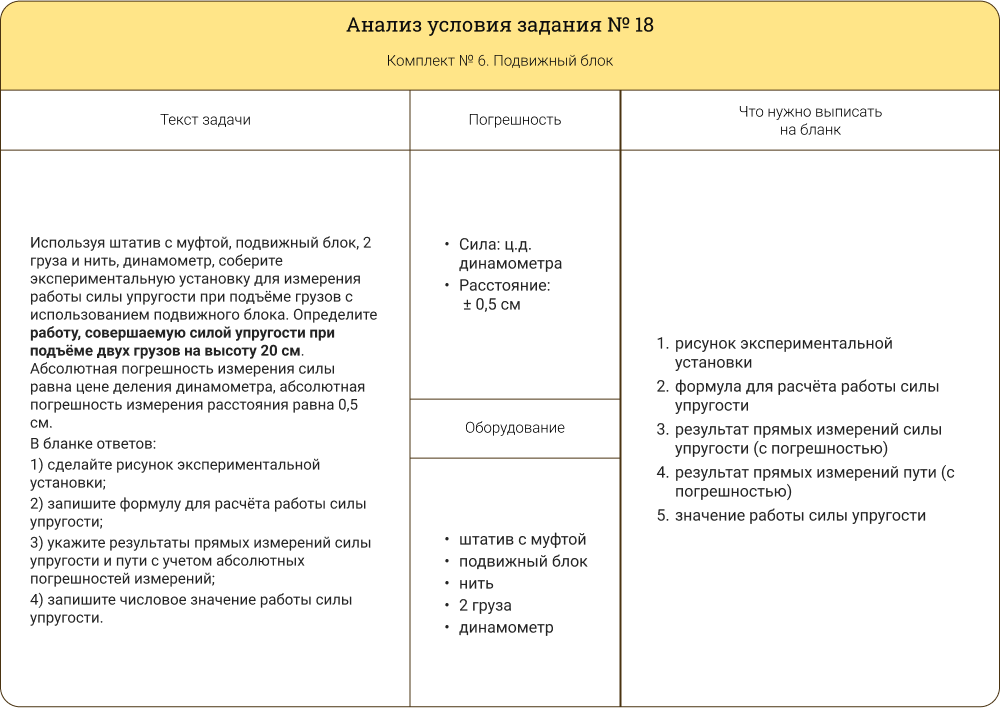 Анализ условия задания № 18
Комплект № 6. Подвижный блок
Текст задачи
Погрешность
Что нужно выписать
на бланк
Используя штатив с муфтой, подвижный блок, 2
груза и нить, динамометр, соберите
экспериментальную установку для измерения
работы силы упругости при подъёме грузов с
использованием подвижного блока. Определите
работу, совершаемую силой упругости при
подъёме двух грузов на высоту 20 см.
Абсолютная погрешность измерения силы
равна цене деления динамометра, абсолютная
погрешность измерения расстояния равна 0,5
см.
В бланке ответов:
1) сделайте рисунок экспериментальной
установки;
2) запишите формулу для расчёта работы силы
упругости;
3) укажите результаты прямых измерений силы
упругости и пути с учетом абсолютных
погрешностей измерений;
4) запишите числовое значение работы силы
упругости.
• Сила: ц.д.
динамометра
• Расстояние:
± 0,5 см
Оборудование
• штатив с муфтой
• подвижный блок
• нить
• 2 груза
• динамометр
1. рисунок экспериментальной
установки
2. формула для расчёта работы силы
упругости
3. результат прямых измерений силы
упругости (с погрешностью)
4. результат прямых измерений пути (с
погрешностью)
5. значение работы силы упругости